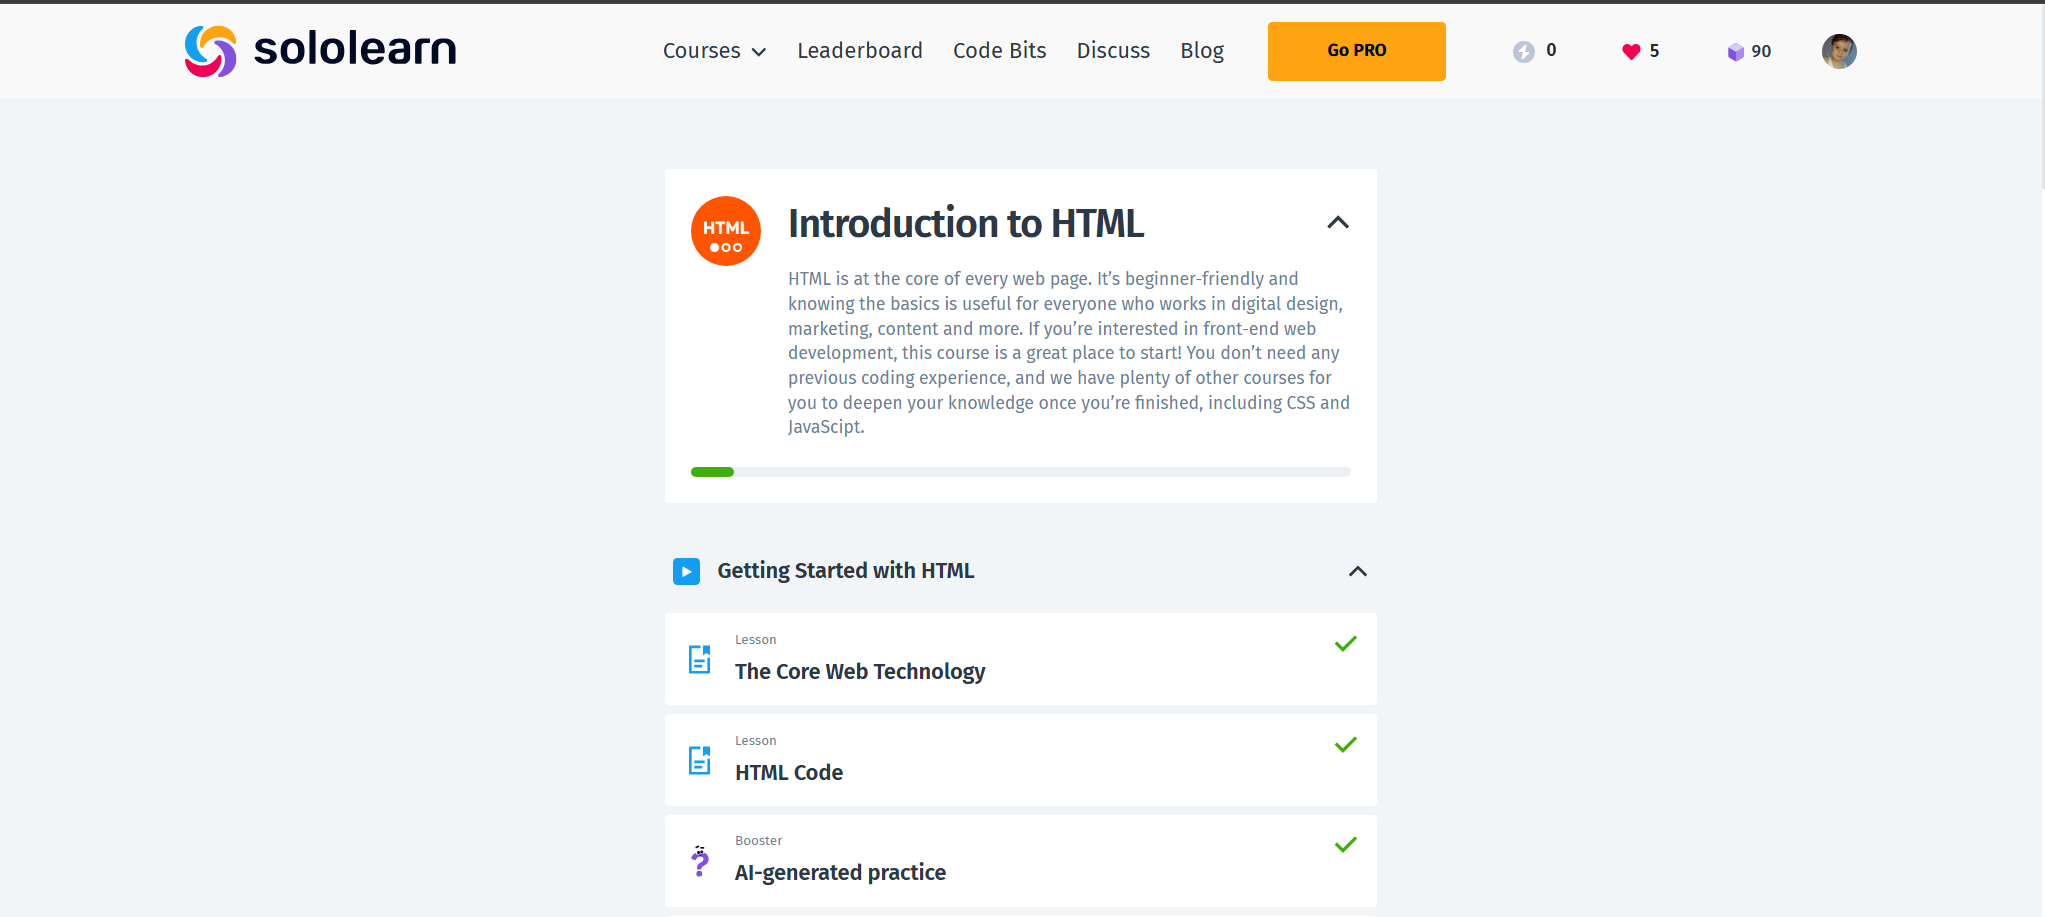 sololearn
Courses
Leaderboard
Code Bits
Discuss
Blog
Go PRO
0
5
90
HTML
Introduction to HTML
HTML is at the core of every web page. It’s beginner-friendly and
knowing the basics is useful for everyone who works in digital design,
marketing, content and more. If you’re interested in front-end web
development, this course is a great place to start! You don’t need any
previous coding experience, and we have plenty of other courses for
you to deepen your knowledge once you’re finished, including CSS and
JavaScipt.
Getting Started with HTML
Lesson
The Core Web Technology
Lesson
HTML Code
Booster
AI-generated practice